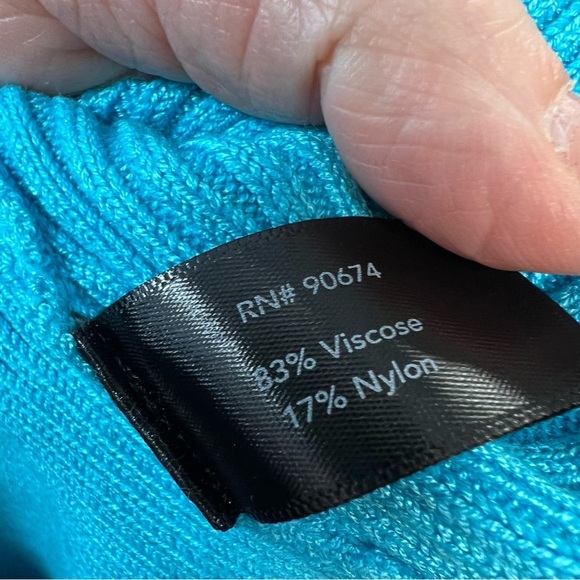 RN# 90674
83% Viscose
17% Nylon